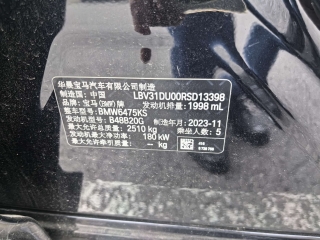 华晨宝马汽车有限公司制造
制造国: 中国 LBV31DU00RSD13398
品牌: 宝马(BMW)牌 发动机排量: 1998 mL
整车型号: BMW6475KS
发动机型号: B48B20G 制造年月: 2023-11
最大允许总质量: 2510 kg 乘坐人数: 5
发动机最大净功率: 180 kW
最大允许牵引质量: -- kg